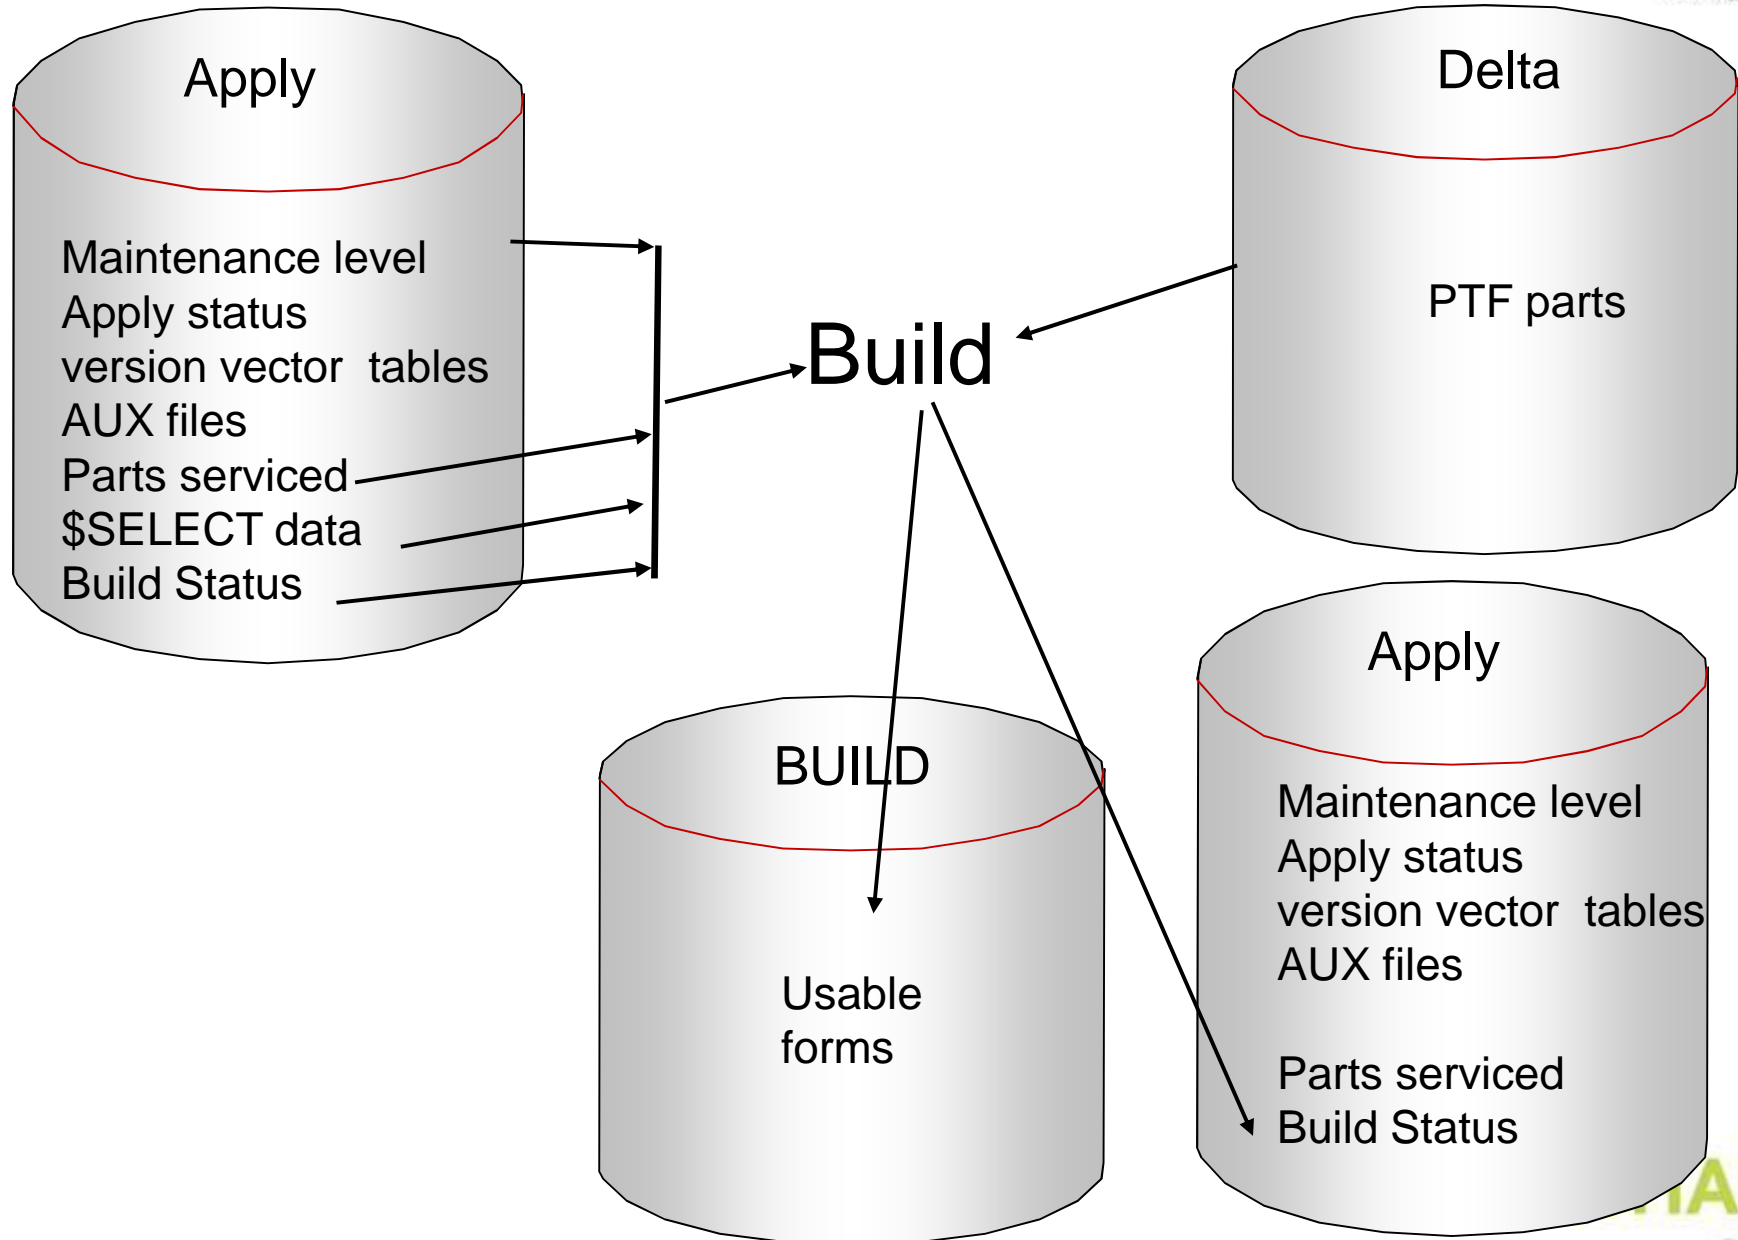 Apply
Maintenance level
Apply status
version vector  tables
AUX files
Parts serviced
$SELECT data
Build Status
Build
Delta
PTF parts
BUILD
Usable
forms
Apply
Maintenance level
Apply status
version vector  tables
AUX files
Parts serviced
Build Status